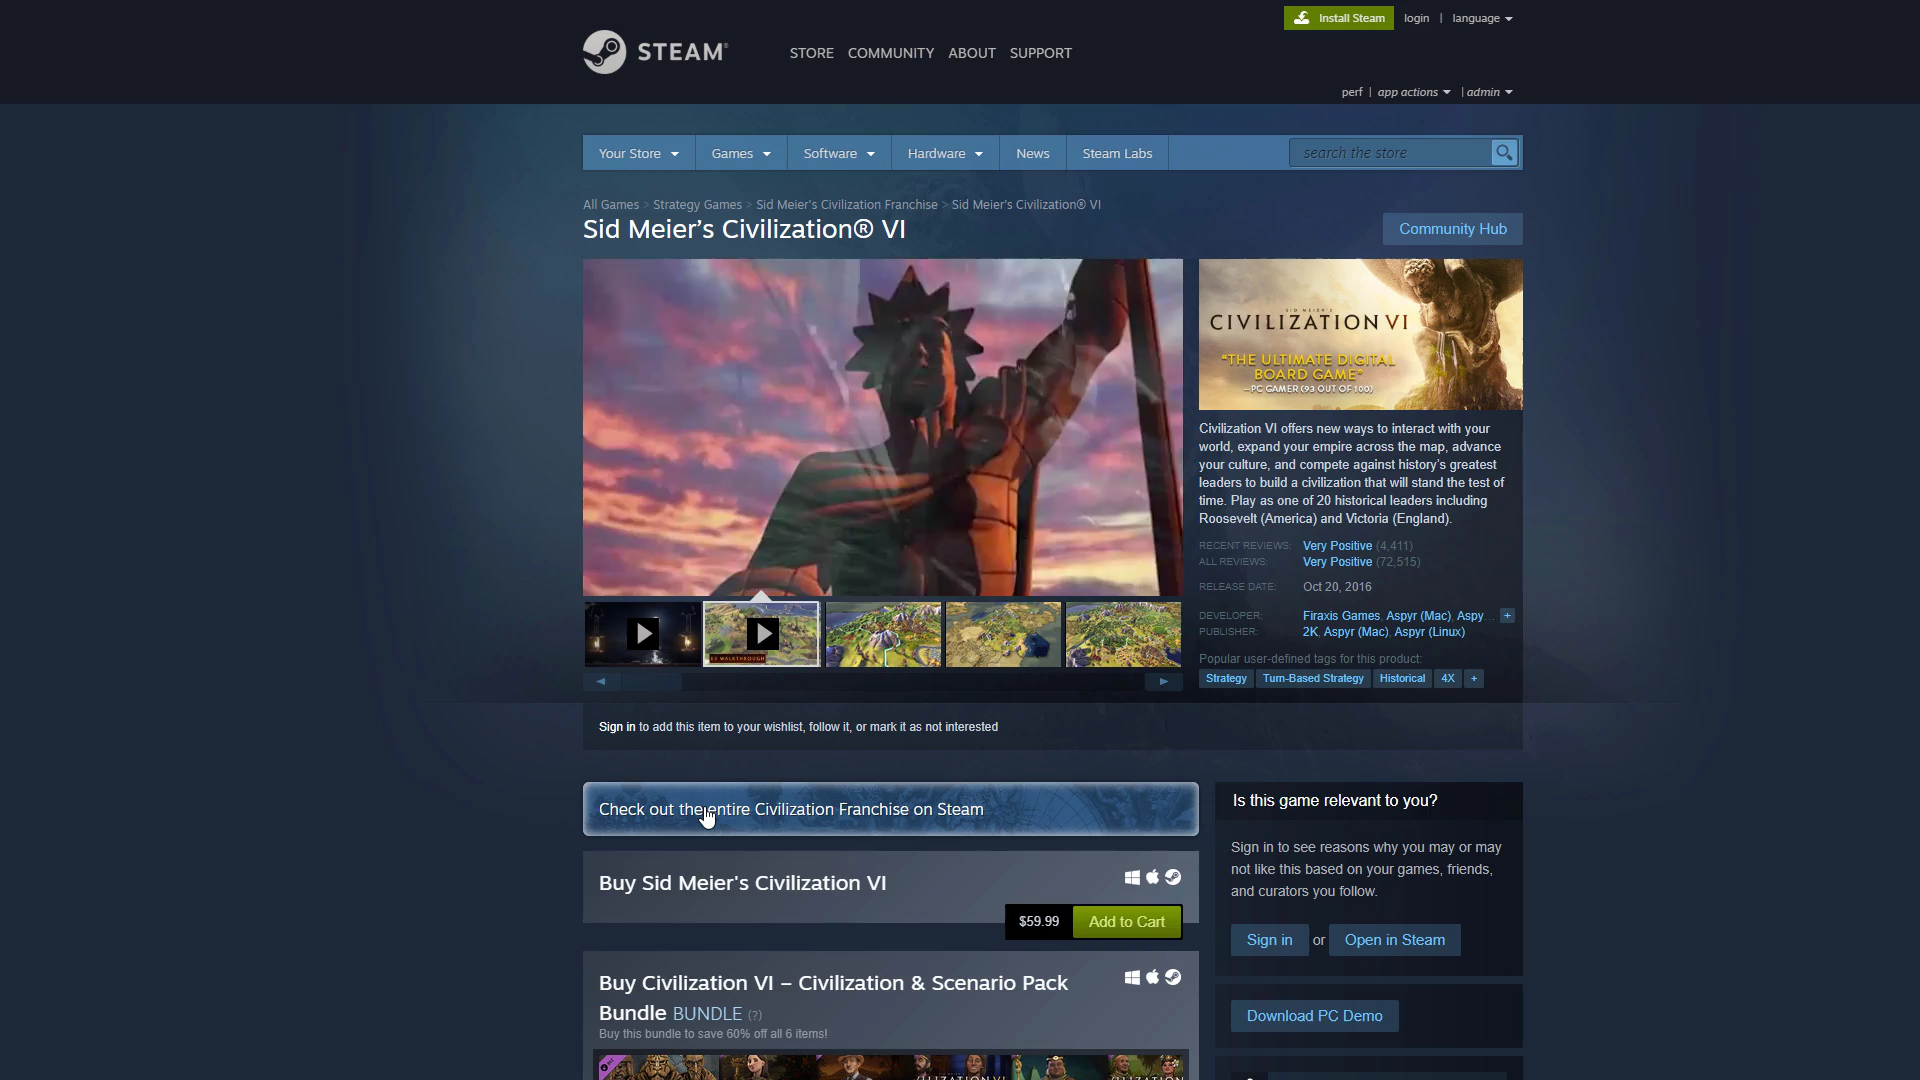 Install Steam login | language
STEAM®
STORE COMMUNITY ABOUT SUPPORT
perf | app actions | admin
Your Store Games Software Hardware News Steam Labs search the store
All Games > Strategy Games > Sid Meier's Civilization Franchise > Sid Meier's Civilization® VI
Sid Meier’s Civilization® VI
Community Hub
SID MEIER'S
CIVILIZATION VI
“THE ULTIMATE DIGITAL
BOARD GAME”
—PC GAMER (93 OUT OF 100)
Civilization VI offers new ways to interact with your
world, expand your empire across the map, advance
your culture, and compete against history’s greatest
leaders to build a civilization that will stand the test of
time. Play as one of 20 historical leaders including
Roosevelt (America) and Victoria (England).
RECENT REVIEWS: Very Positive (4,411)
ALL REVIEWS: Very Positive (72,515)
RELEASE DATE: Oct 20, 2016
DEVELOPER: Firaxis Games, Aspyr (Mac), Aspy... +
PUBLISHER: 2K, Aspyr (Mac), Aspyr (Linux)
Popular user-defined tags for this product:
Strategy Turn-Based Strategy Historical 4X +
E3 WALKTHROUGH
Sign in to add this item to your wishlist, follow it, or mark it as not interested
Check out the entire Civilization Franchise on Steam
Buy Sid Meier's Civilization VI
$59.99 Add to Cart
Buy Civilization VI – Civilization & Scenario Pack
Bundle BUNDLE (?)
Buy this bundle to save 60% off all 6 items!
Is this game relevant to you?
Sign in to see reasons why you may or may
not like this based on your games, friends,
and curators you follow.
Sign in or Open in Steam
Download PC Demo